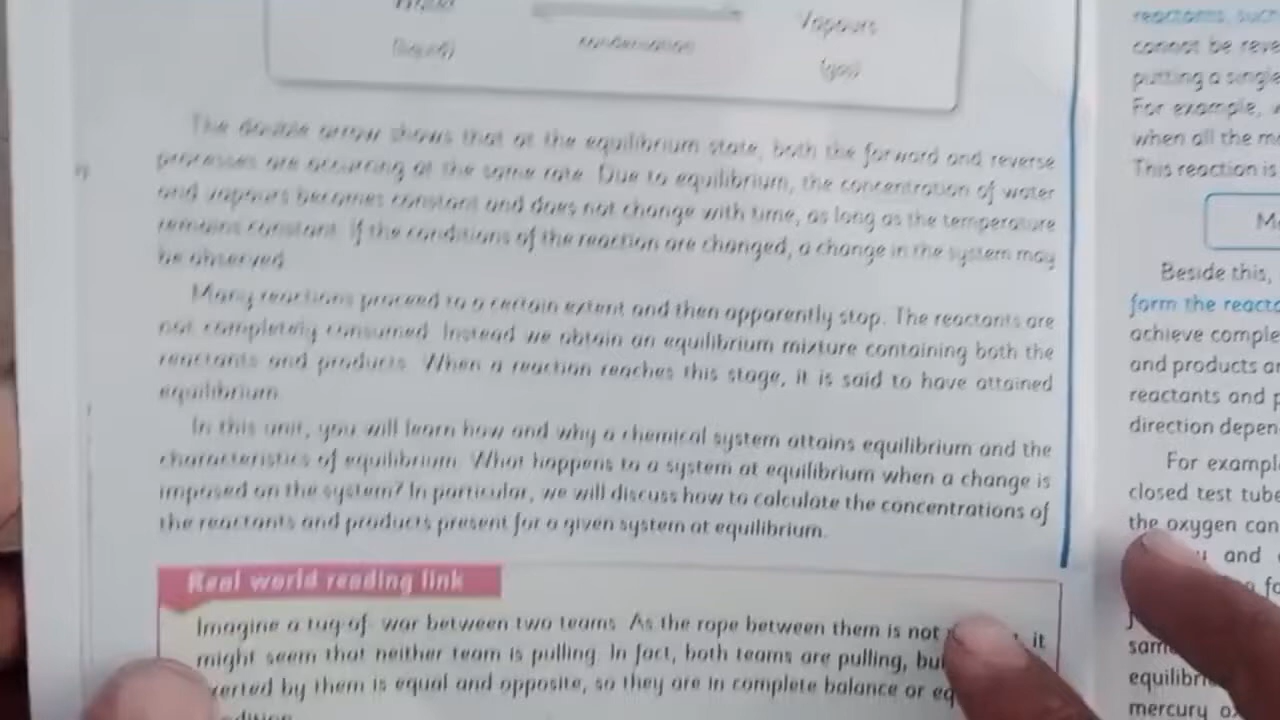 Vapours
(liquid)
condensation
(gas)
The double arrow shows that at the equilibrium state, both the forward and reverse
processes are occurring at the same rate. Due to equilibrium, the concentration of water
and vapours becomes constant and does not change with time, as long as the temperature
remains constant. If the conditions of the reaction are changed, a change in the system may
be observed.
Many reactions proceed to a certain extent and then apparently stop. The reactants are
not completely consumed. Instead we obtain an equilibrium mixture containing both the
reactants and products. When a reaction reaches this stage, it is said to have attained
equilibrium.
In this unit, you will learn how and why a chemical system attains equilibrium and the
characteristics of equilibrium. What happens to a system at equilibrium when a change is
imposed on the system? In particular, we will discuss how to calculate the concentrations of
the reactants and products present for a given system at equilibrium.
Real world reading link
Imagine a tug of war between two teams. As the rope between them is not it
might seem that neither team is pulling. In fact, both teams are pulling,
by them is equal and opposite, so they are in complete balance or
reactants, such
cannot be
putting a single
For example,
when all the
This reaction is
Beside this,
form the
achieve
and products
reactants and
direction
For example
closed test tube
the oxygen can
and
mercury